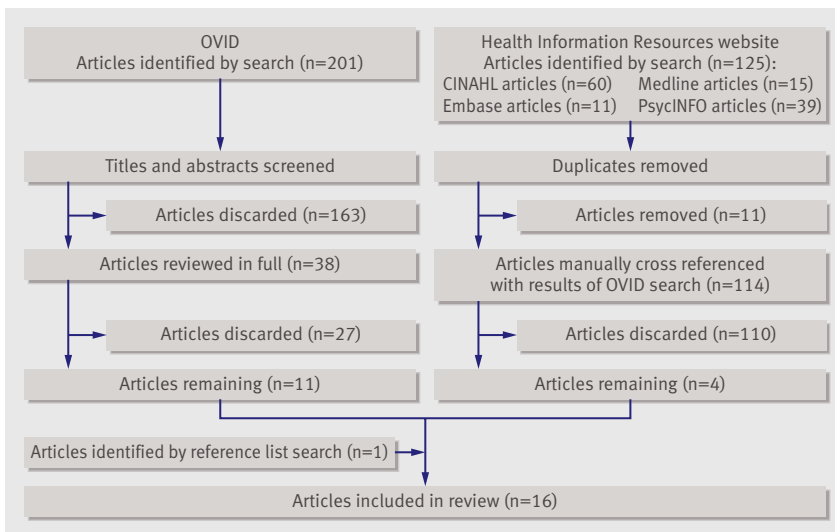 OVID
Articles identified by search (n=201)
Health Information Resources website
Articles identified by search (n=125):
CINAHL articles (n=60) Medline articles (n=15)
Embase articles (n=11) PsycINFO articles (n=39)
Titles and abstracts screened
Duplicates removed
Articles discarded (n=163)
Articles removed (n=11)
Articles reviewed in full (n=38)
Articles manually cross referenced
with results of OVID search (n=114)
Articles discarded (n=27)
Articles discarded (n=110)
Articles remaining (n=11)
Articles remaining (n=4)
Articles identified by reference list search (n=1)
Articles included in review (n=16)